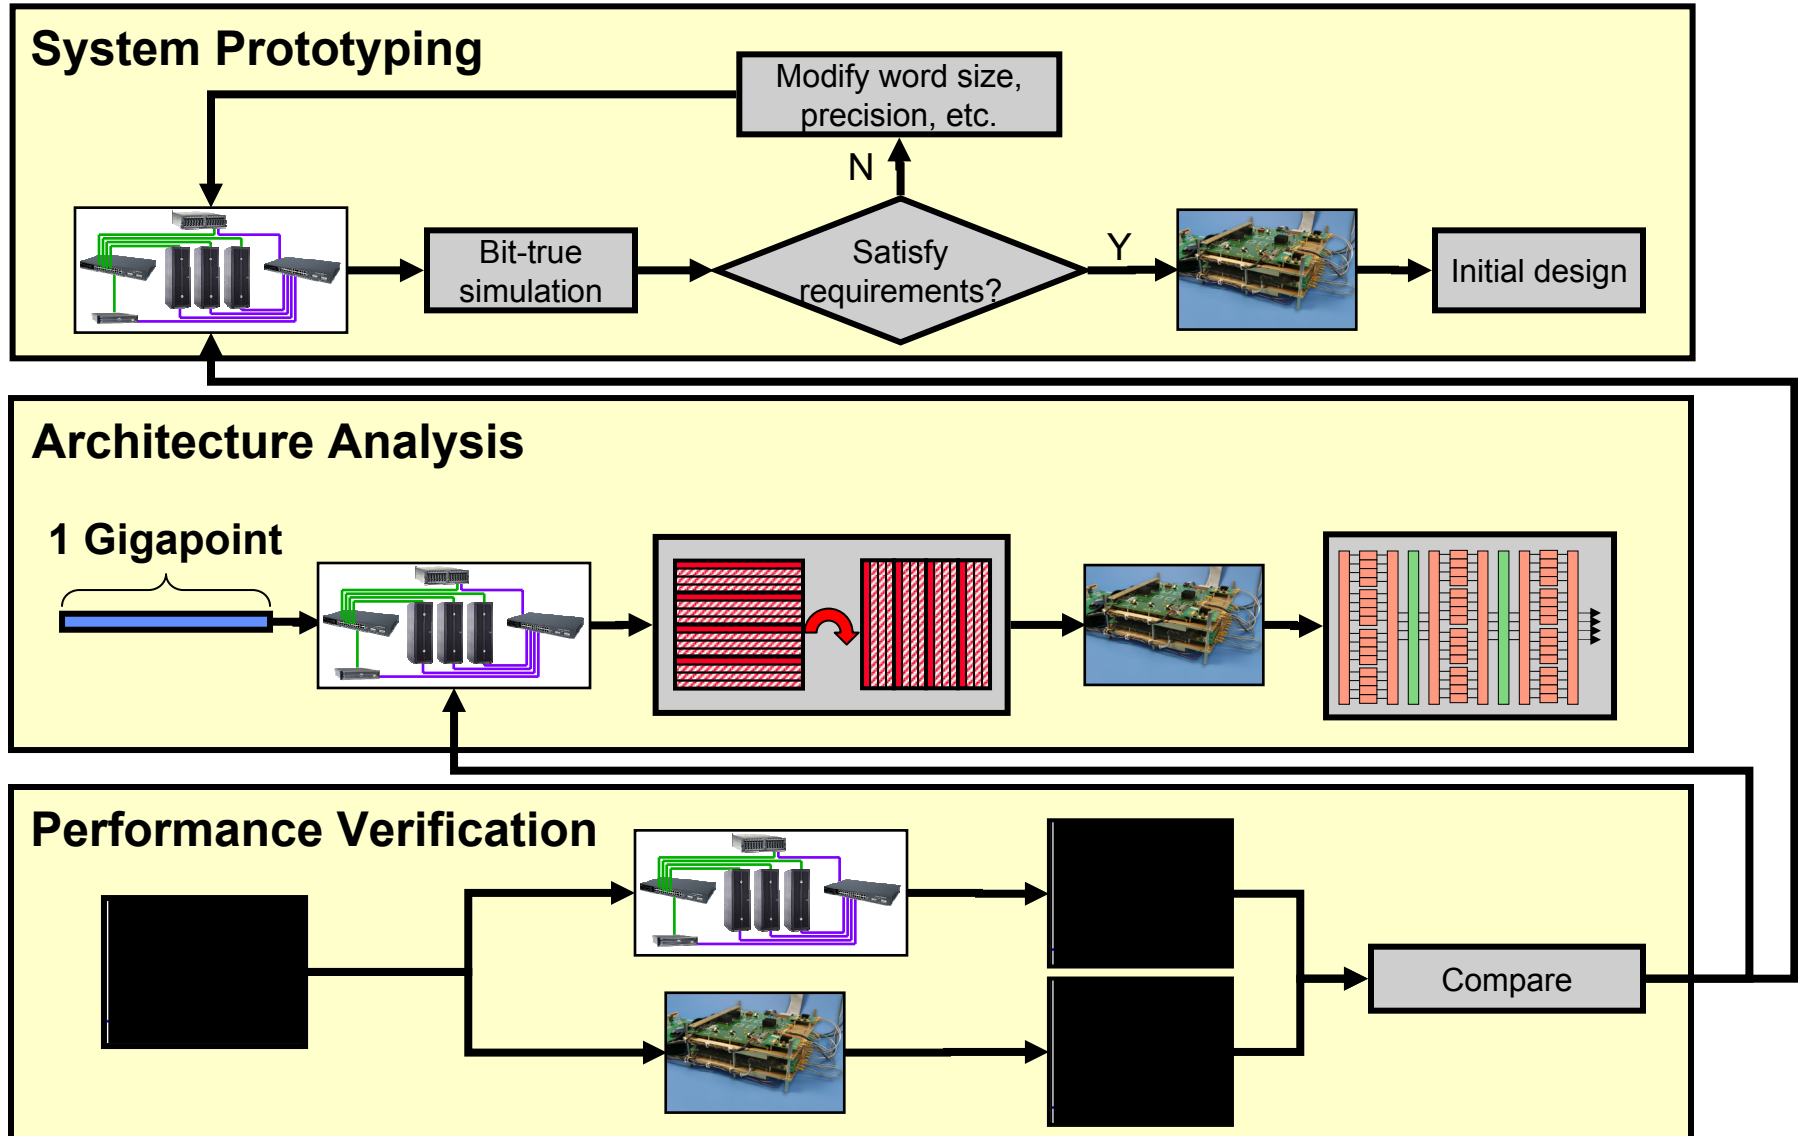 System Prototyping
Modify word size,
precision, etc.
N
Bit-true
simulation
Satisfy
requirements?
Y
Initial design
Architecture Analysis
1 Gigapoint
Performance Verification
Compare